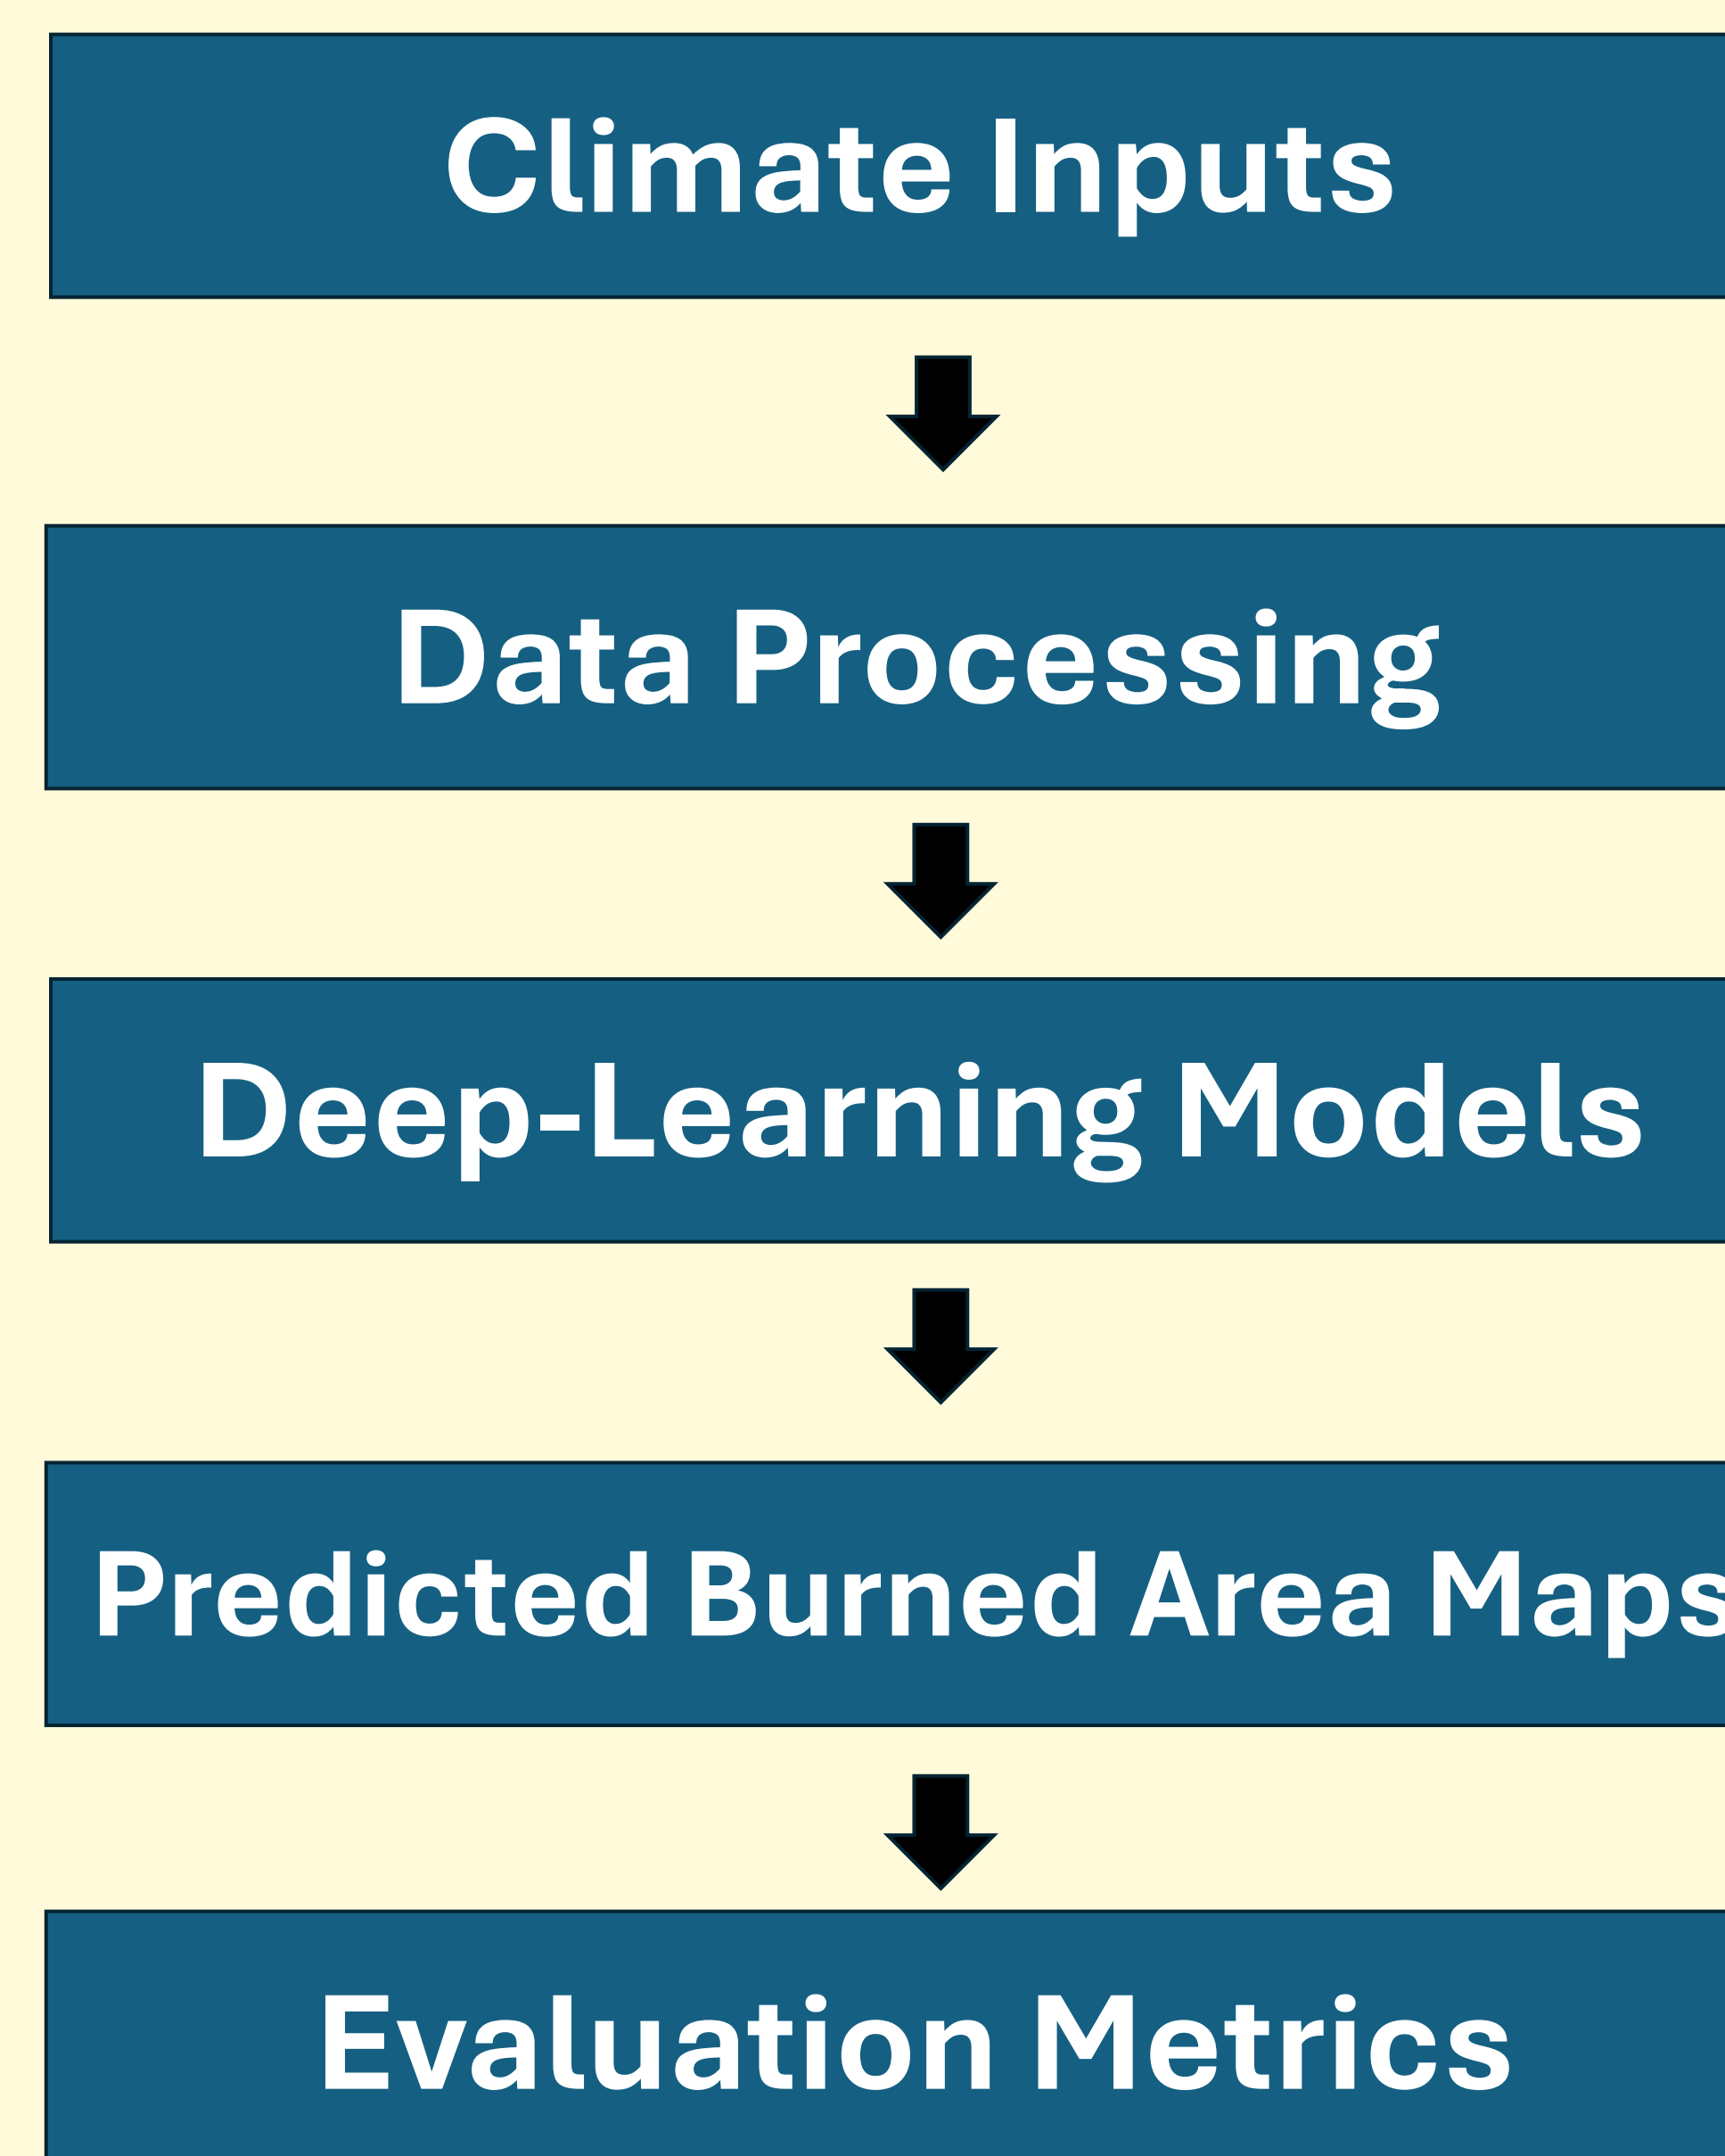 Climate Inputs
Data Processing
Deep-Learning Models
Predicted Burned Area Maps
Evaluation Metrics